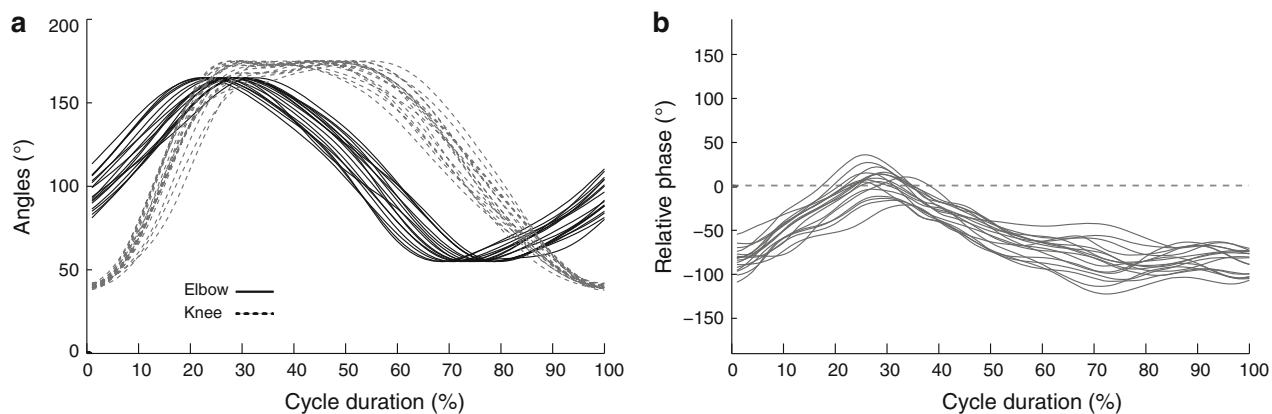 a
200
150
100
50
0
Angles (°)
Elbow
Knee
0 10 20 30 40 50 60 70 80 90 100
Cycle duration (%)
b
150
100
50
0
−50
−100
−150
Relative phase (°)
0 10 20 30 40 50 60 70 80 90 100
Cycle duration (%)